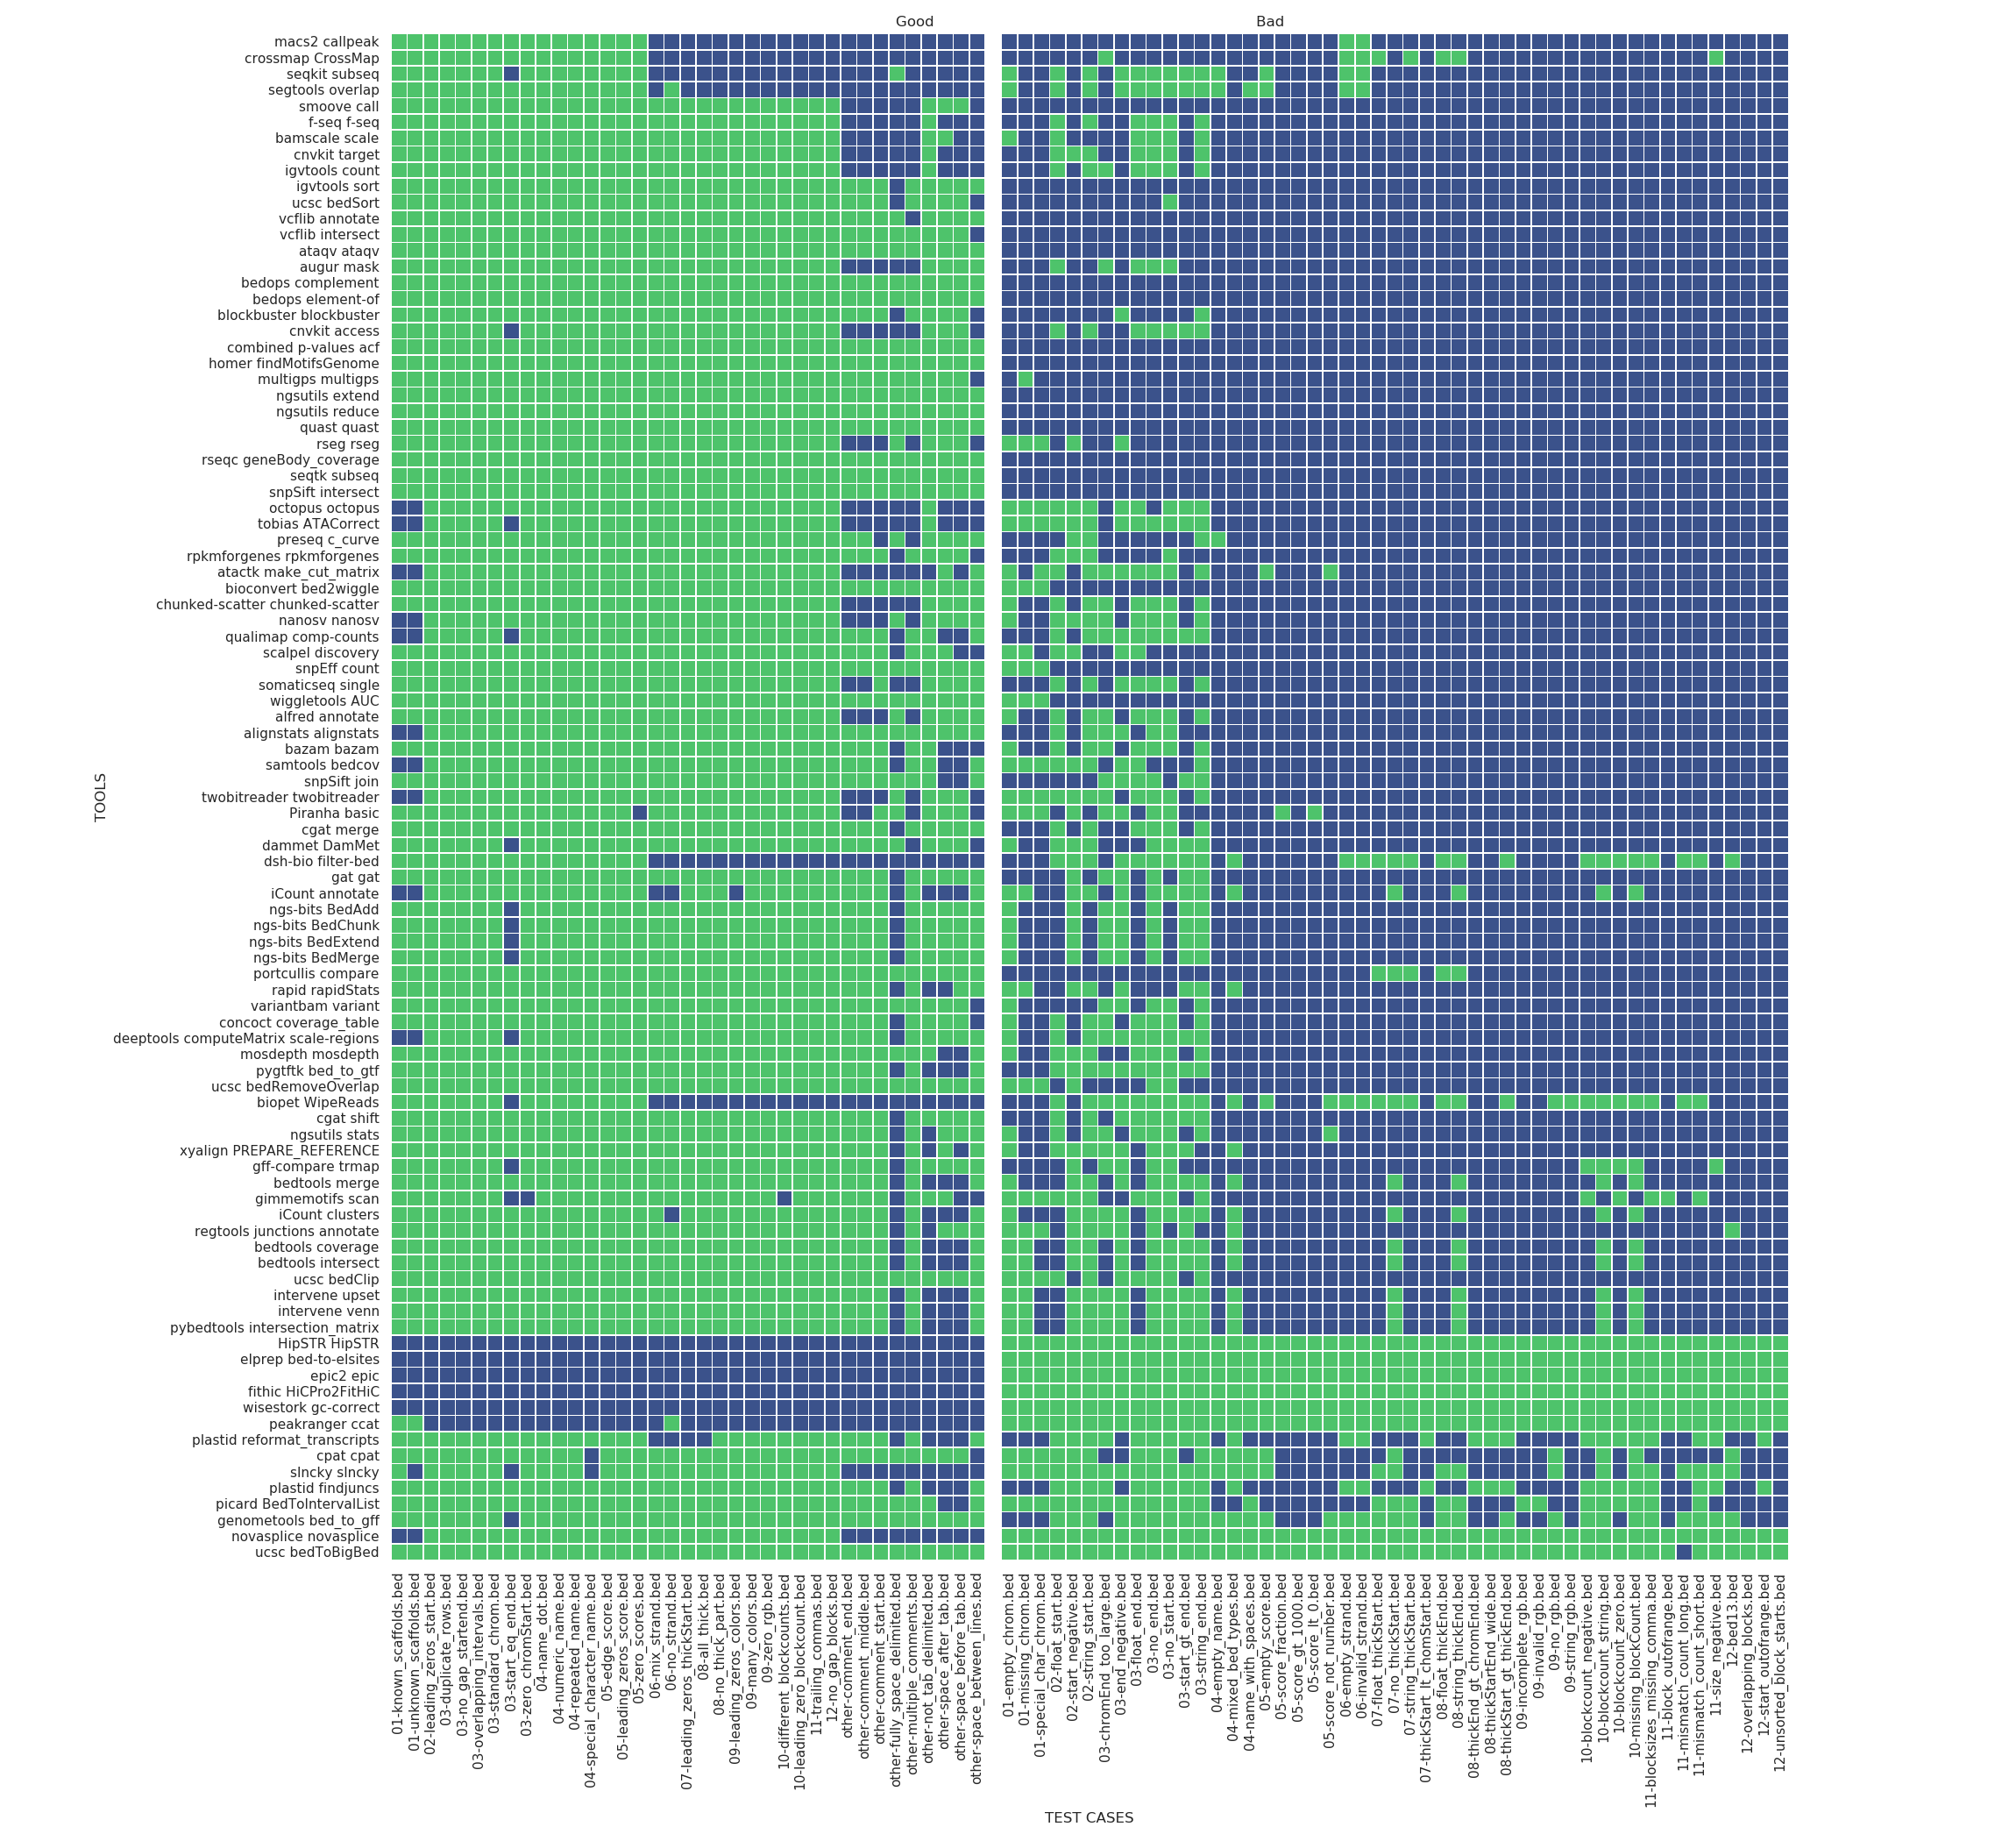 Good
Bad
macs2 callpeak
crossmap CrossMap
seqkit subseq
segtools overlap
smoove call
f-seq f-seq
bamscale scale
cnvkit target
igvtools count
igvtools sort
ucsc bedSort
vcflib annotate
vcflib intersect
ataqv ataqv
augur mask
bedops complement
bedops element-of
blockbuster blockbuster
cnvkit access
combined p-values acf
homer findMotifsGenome
multigps multigps
ngsutils extend
ngsutils reduce
quast quast
rseg rseg
rseqc geneBody_coverage
seqtk subseq
snpSift intersect
octopus octopus
tobias ATACorrect
preseq c_curve
rpkmforgenes rpkmforgenes
atactk make_cut_matrix
bioconvert bed2wiggle
chunked-scatter chunked-scatter
nanosv nanosv
qualimap comp-counts
scalpel discovery
snpEff count
somaticseq single
wiggletools AUC
alfred annotate
alignstats alignstats
bazam bazam
samtools bedcov
snpSift join
twobitreader twobitreader
Piranha basic
cgat merge
dammet DamMet
dsh-bio filter-bed
gat gat
iCount annotate
ngs-bits BedAdd
ngs-bits BedChunk
ngs-bits BedExtend
ngs-bits BedMerge
portcullis compare
rapid rapidStats
variantbam variant
concoct coverage_table
deeptools computeMatrix scale-regions
mosdepth mosdepth
pygtftk bed_to_gtf
ucsc bedRemoveOverlap
biopet WipeReads
cgat shift
ngsutils stats
xyalign PREPARE_REFERENCE
gff-compare trmap
bedtools merge
gimmemotifs scan
iCount clusters
regtools junctions annotate
bedtools coverage
bedtools intersect
ucsc bedClip
intervene upset
intervene venn
pybedtools intersection_matrix
HipSTR HipSTR
elprep bed-to-elsites
epic2 epic
fithic HiCPro2FitHiC
wisestork gc-correct
peakranger ccat
plastid reformat_transcripts
cpat cpat
slncky slncky
plastid findjuncs
picard BedToIntervalList
genometools bed_to_gff
novasplice novasplice
ucsc bedToBigBed
TOOLS
01-known_scaffolds.bed
01-unknown_scaffolds.bed
02-leading_zeros_start.bed
03-duplicate_rows.bed
03-no_gap_startend.bed
03-overlapping_intervals.bed
03-standard_chrom.bed
03-start_eq_end.bed
03-zero_chromStart.bed
04-name_dot.bed
04-numeric_name.bed
04-repeated_name.bed
04-special_character_name.bed
05-edge_score.bed
05-leading_zeros_score.bed
05-zero_scores.bed
06-mix_strand.bed
06-no_strand.bed
07-leading_zeros_thickStart.bed
08-all_thick.bed
08-no_thick_part.bed
09-leading_zeros_colors.bed
09-many_colors.bed
09-zero_rgb.bed
10-different_blockcounts.bed
10-leading_zero_blockcount.bed
11-trailing_commas.bed
12-no_gap_blocks.bed
other-comment_end.bed
other-comment_middle.bed
other-comment_start.bed
other-fully_space_delimited.bed
other-multiple_comments.bed
other-not_tab_delimited.bed
other-space_after_tab.bed
other-space_before_tab.bed
other-space_between_lines.bed
01-empty_chrom.bed
01-missing_chrom.bed
01-special_char_chrom.bed
02-float_start.bed
02-start_negative.bed
02-string_start.bed
03-chromEnd_too_large.bed
03-end_negative.bed
03-float_end.bed
03-no_end.bed
03-no_start.bed
03-start_gt_end.bed
03-string_end.bed
04-empty_name.bed
04-mixed_bed_types.bed
04-name_with_spaces.bed
05-empty_score.bed
05-score_fraction.bed
05-score_gt_1000.bed
05-score_lt_0.bed
05-score_not_number.bed
06-empty_strand.bed
06-invalid_strand.bed
07-float_thickStart.bed
07-no_thickStart.bed
07-string_thickStart.bed
07-thickStart_lt_chomStart.bed
08-float_thickEnd.bed
08-string_thickEnd.bed
08-thickEnd_gt_chromEnd.bed
08-thickStartEnd_wide.bed
08-thickStart_gt_thickEnd.bed
09-incomplete_rgb.bed
09-invalid_rgb.bed
09-no_rgb.bed
09-string_rgb.bed
10-blockcount_negative.bed
10-blockcount_string.bed
10-blockcount_zero.bed
10-missing_blockCount.bed
11-blocksizes_missing_comma.bed
11-block_outofrange.bed
11-mismatch_count_long.bed
11-mismatch_count_short.bed
11-size_negative.bed
12-bed13.bed
12-overlapping_blocks.bed
12-start_outofrange.bed
12-unsorted_block_starts.bed
TEST CASES